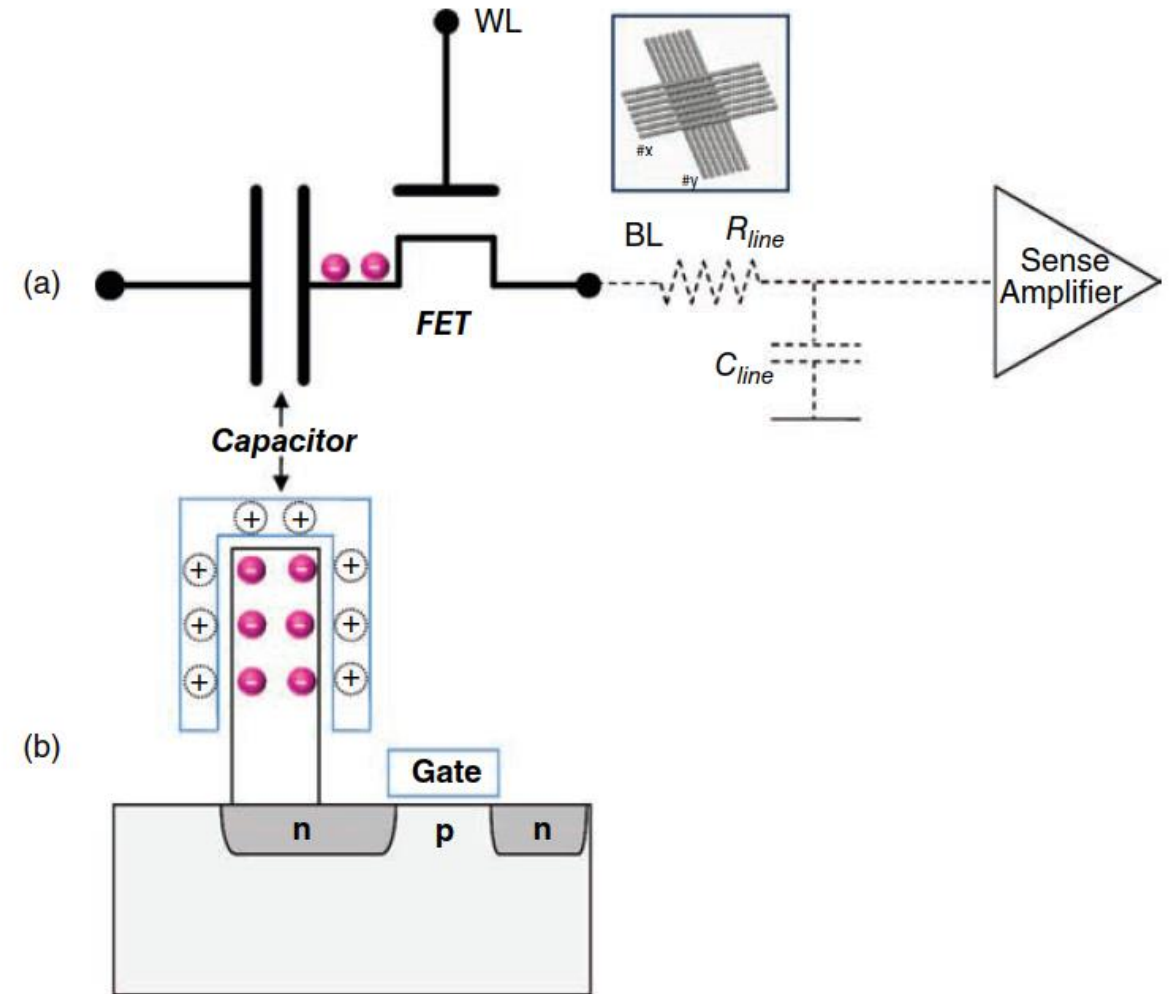 WL
#x
#y
BL
R_line
(a)
FET
Sense
Amplifier
C_line
Capacitor
+ +
+ - - +
+ - - +
+ - - +
(b)
Gate
n p n